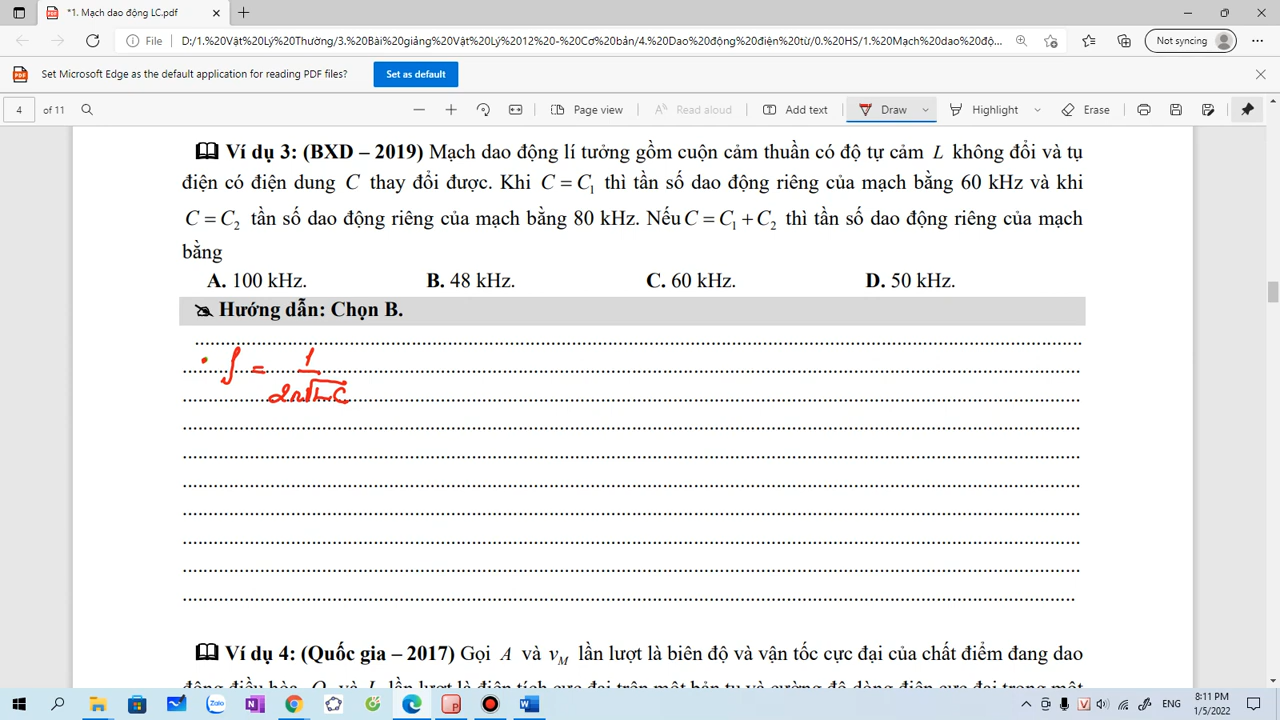 *1. Mạch dao động LC.pdf
File
D:/1.%20Vật%20Lý%20Thường/3.%20Bài%20giảng%20Vật%20Lý%2012%20-%20Cơ%20bản/4.%20Dao%20động%20điện%20từ/0.%20HS/1.%20Mạch%20dao%20độ...
Not syncing
Set Microsoft Edge as the default application for reading PDF files?
Set as default
4 of 11
Page view
Read aloud
Add text
Draw
Highlight
Erase
Ví dụ 3: (BXD – 2019) Mạch dao động lí tưởng gồm cuộn cảm thuần có độ tự cảm L không đổi và tụ
điện có điện dung C thay đổi được. Khi C = C₁ thì tần số dao động riêng của mạch bằng 60 kHz và khi
C = C₂ tần số dao động riêng của mạch bằng 80 kHz. Nếu C = C₁ + C₂ thì tần số dao động riêng của mạch
bằng
A. 100 kHz. B. 48 kHz. C. 60 kHz. D. 50 kHz.
Hướng dẫn: Chọn B.
f = 1
2π√LC
Ví dụ 4: (Quốc gia – 2017) Gọi A và v_M lần lượt là biên độ và vận tốc cực đại của chất điểm đang dao
Zalo
ENG
8:11 PM
1/5/2022